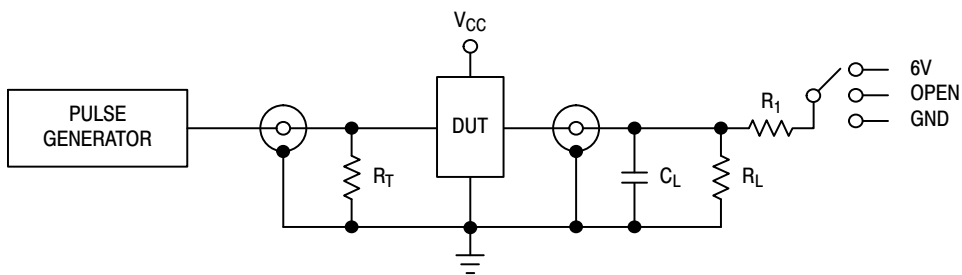 V_CC
PULSE
GENERATOR
DUT
R_T
C_L
R_L
R_1
6V
OPEN
GND